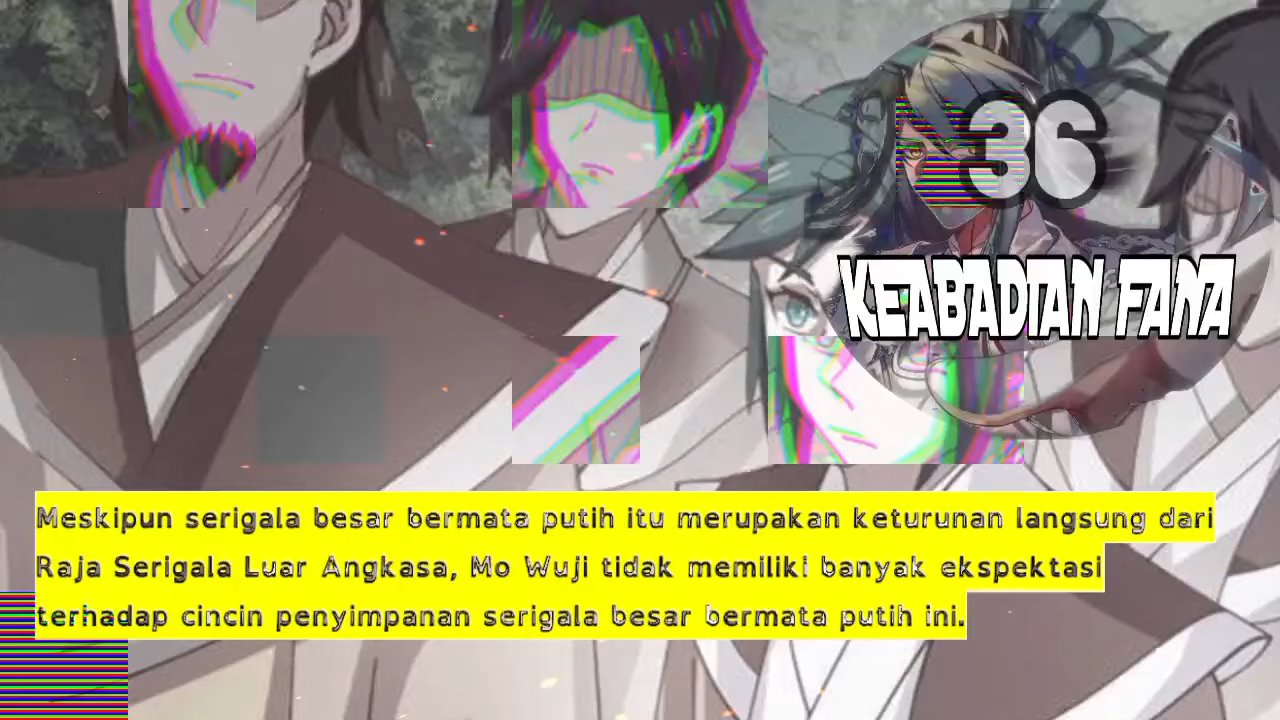 36
KEABADIAN FANA
Meskipun serigala besar bermata putih itu merupakan keturunan langsung dari
Raja Serigala Luar Angkasa, Mo Wuji tidak memiliki banyak ekspektasi
terhadap cincin penyimpanan serigala besar bermata putih ini.